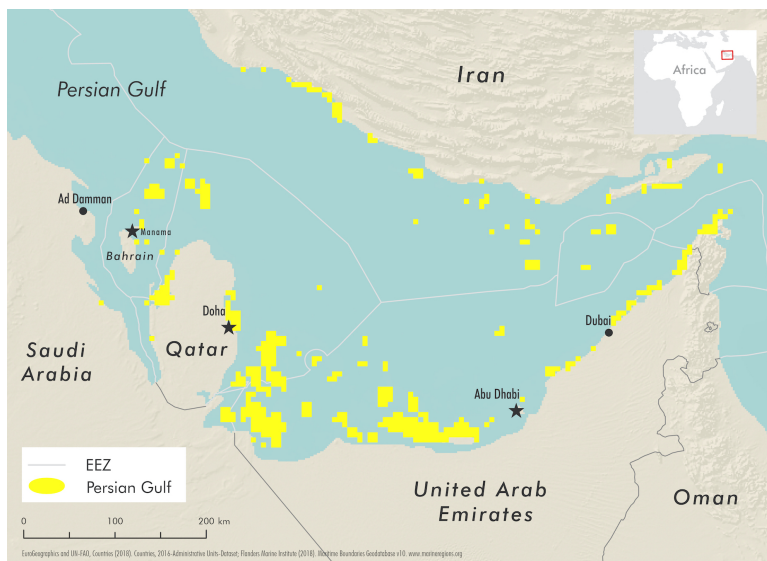 Iran
Africa
Persian Gulf
Ad Damman
Manama
Bahrain
Doha
Dubai
Saudi
Arabia
Qatar
Abu Dhabi
EEZ
Persian Gulf
United Arab
Emirates
Oman
0 100 200 km
EuroGeographics and UN-FAO, Countries (2018). Countries, 2016-Administrative Units-Dataset; Flanders Marine Institute (2018). Maritime Boundaries Geodatabase v10. www.marineregions.org